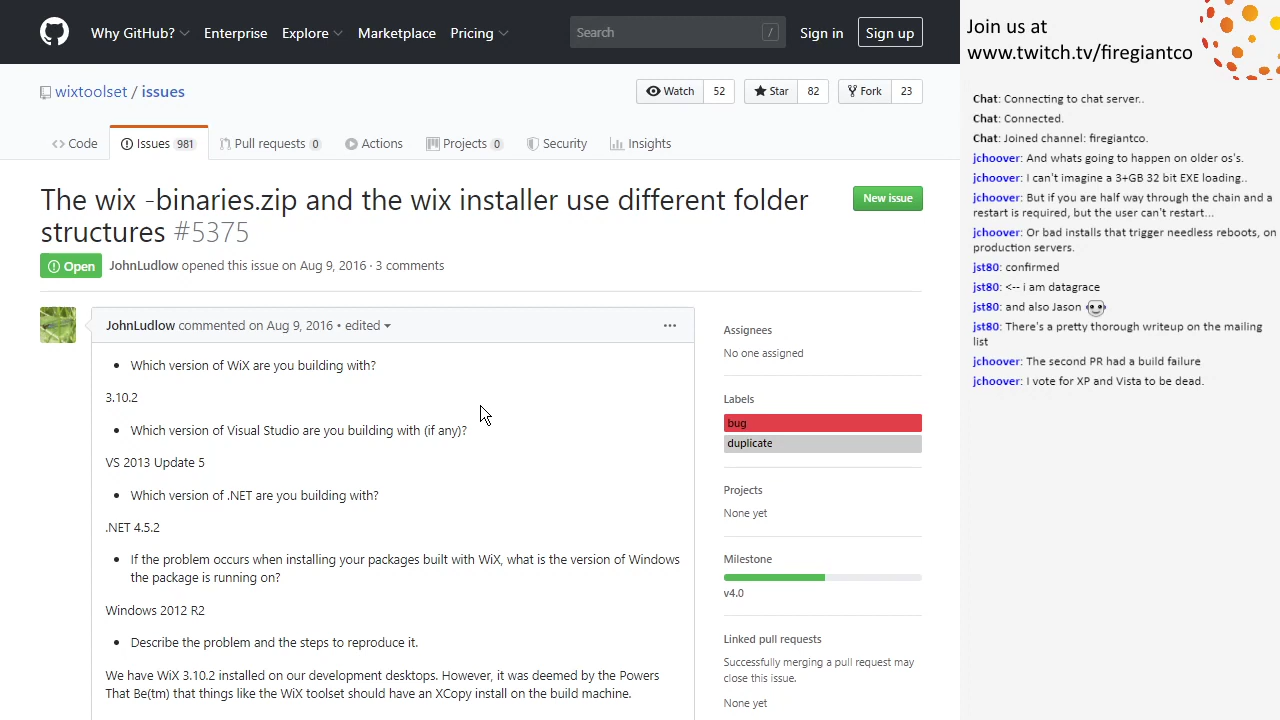 Why GitHub? Enterprise Explore Marketplace Pricing Search / Sign in Sign up
wixtoolset / issues
Watch 52 Star 82 Fork 23
Code Issues 981 Pull requests 0 Actions Projects 0 Security Insights
The wix -binaries.zip and the wix installer use different folder
structures #5375
New issue
Open JohnLudlow opened this issue on Aug 9, 2016 · 3 comments
JohnLudlow commented on Aug 9, 2016 • edited
• Which version of WiX are you building with?
3.10.2
• Which version of Visual Studio are you building with (if any)?
VS 2013 Update 5
• Which version of .NET are you building with?
.NET 4.5.2
• If the problem occurs when installing your packages built with WiX, what is the version of Windows
the package is running on?
Windows 2012 R2
• Describe the problem and the steps to reproduce it.
We have WiX 3.10.2 installed on our development desktops. However, it was deemed by the Powers
That Be(tm) that things like the WiX toolset should have an XCopy install on the build machine.
Assignees
No one assigned
Labels
bug
duplicate
Projects
None yet
Milestone
v4.0
Linked pull requests
Successfully merging a pull request may
close this issue.
None yet
Join us at
www.twitch.tv/firegiantco
Chat: Connecting to chat server..
Chat: Connected.
Chat: Joined channel: firegiantco.
jchoover: And whats going to happen on older os's.
jchoover: I can't imagine a 3+GB 32 bit EXE loading..
jchoover: But if you are half way through the chain and a
restart is required, but the user can't restart...
jchoover: Or bad installs that trigger needless reboots, on
production servers.
jst80: confirmed
jst80: <-- i am datagrace
jst80: and also Jason
jst80: There's a pretty thorough writeup on the mailing
list
jchoover: The second PR had a build failure
jchoover: I vote for XP and Vista to be dead.